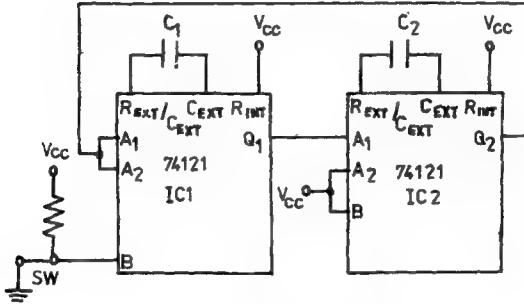 C1 VCC C2 VCC
REXT/CEXT CEXT RINT REXT/CEXT CEXT RINT
A1 Q1 A1 Q2
A2 74121 A2 74121
VCC IC1 VCC IC2
B B
SW